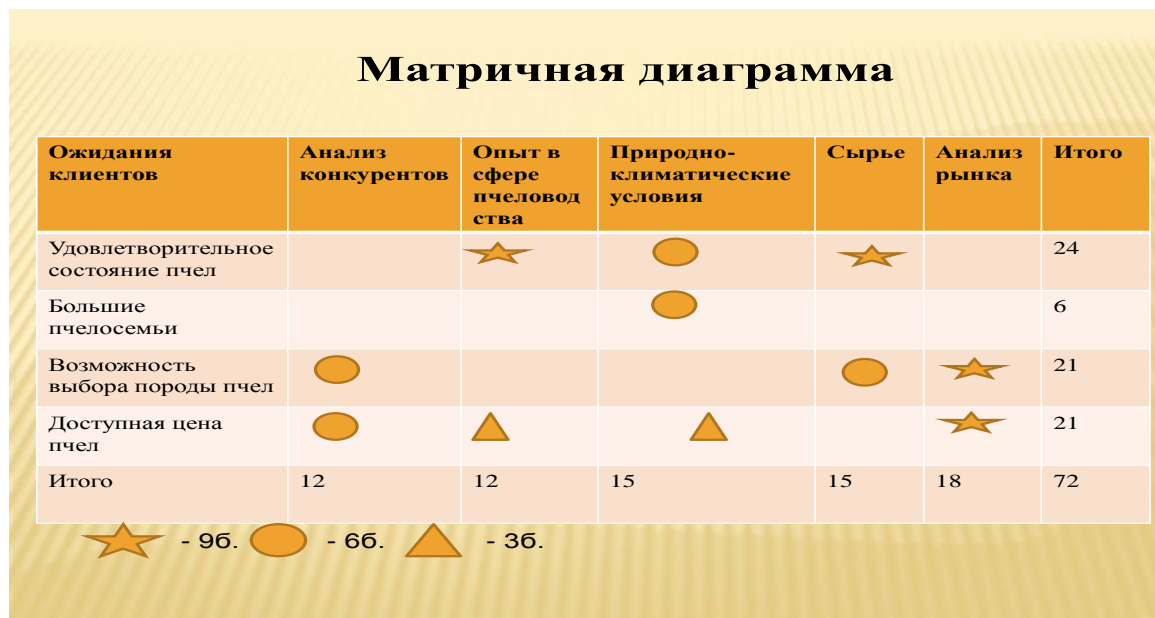 Матричная диаграмма
Ожидания
клиентов
Анализ
конкурентов
Опыт в
сфере
пчеловод
ства
Природно-
климатические
условия
Сырье
Анализ
рынка
Итого
Удовлетворительное
состояние пчел
24
Большие
пчелосемьи
6
Возможность
выбора породы пчел
21
Доступная цена
пчел
21
Итого 12 12 15 15 18 72
- 9б. - 6б. - 3б.